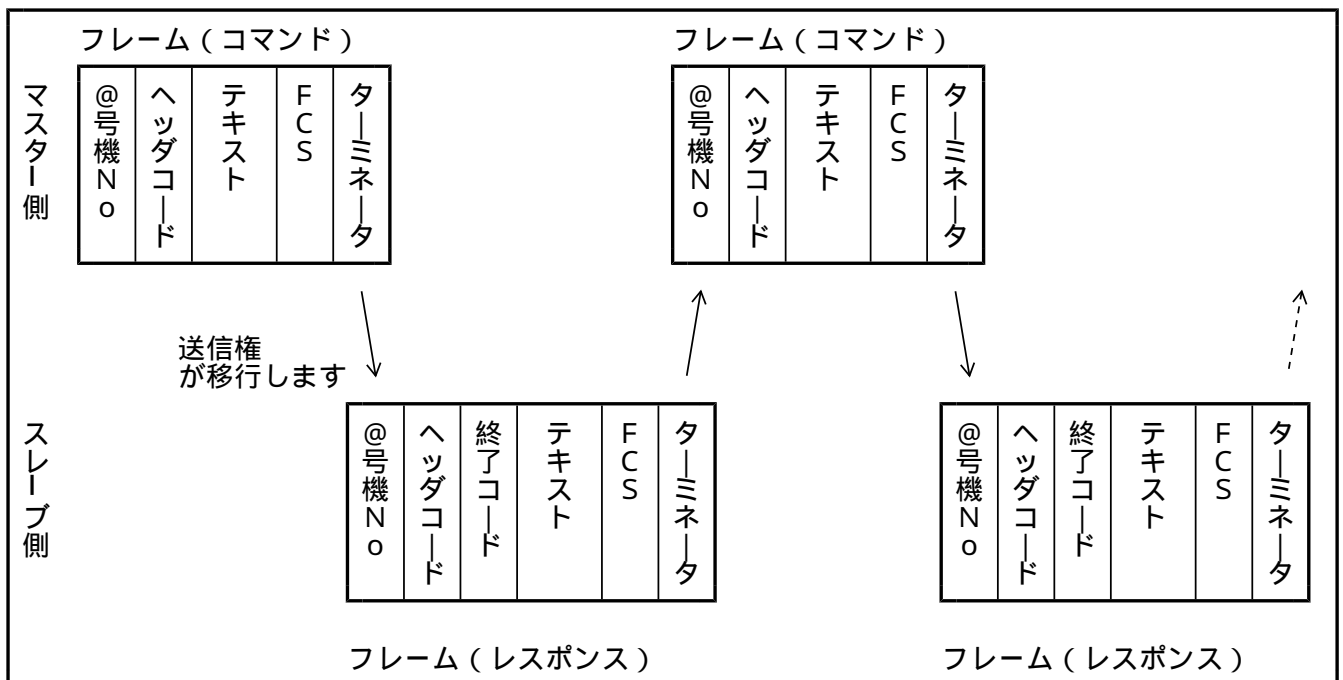 フレーム（コマンド）
フレーム（コマンド）
マスター側
@号機No
ヘッダコード
テキスト
FCS
ターミネータ
@号機No
ヘッダコード
テキスト
FCS
ターミネータ
送信権
が移行します
スレーブ側
@号機No
ヘッダコード
終了コード
テキスト
FCS
ターミネータ
@号機No
ヘッダコード
終了コード
テキスト
FCS
ターミネータ
フレーム（レスポンス）
フレーム（レスポンス）